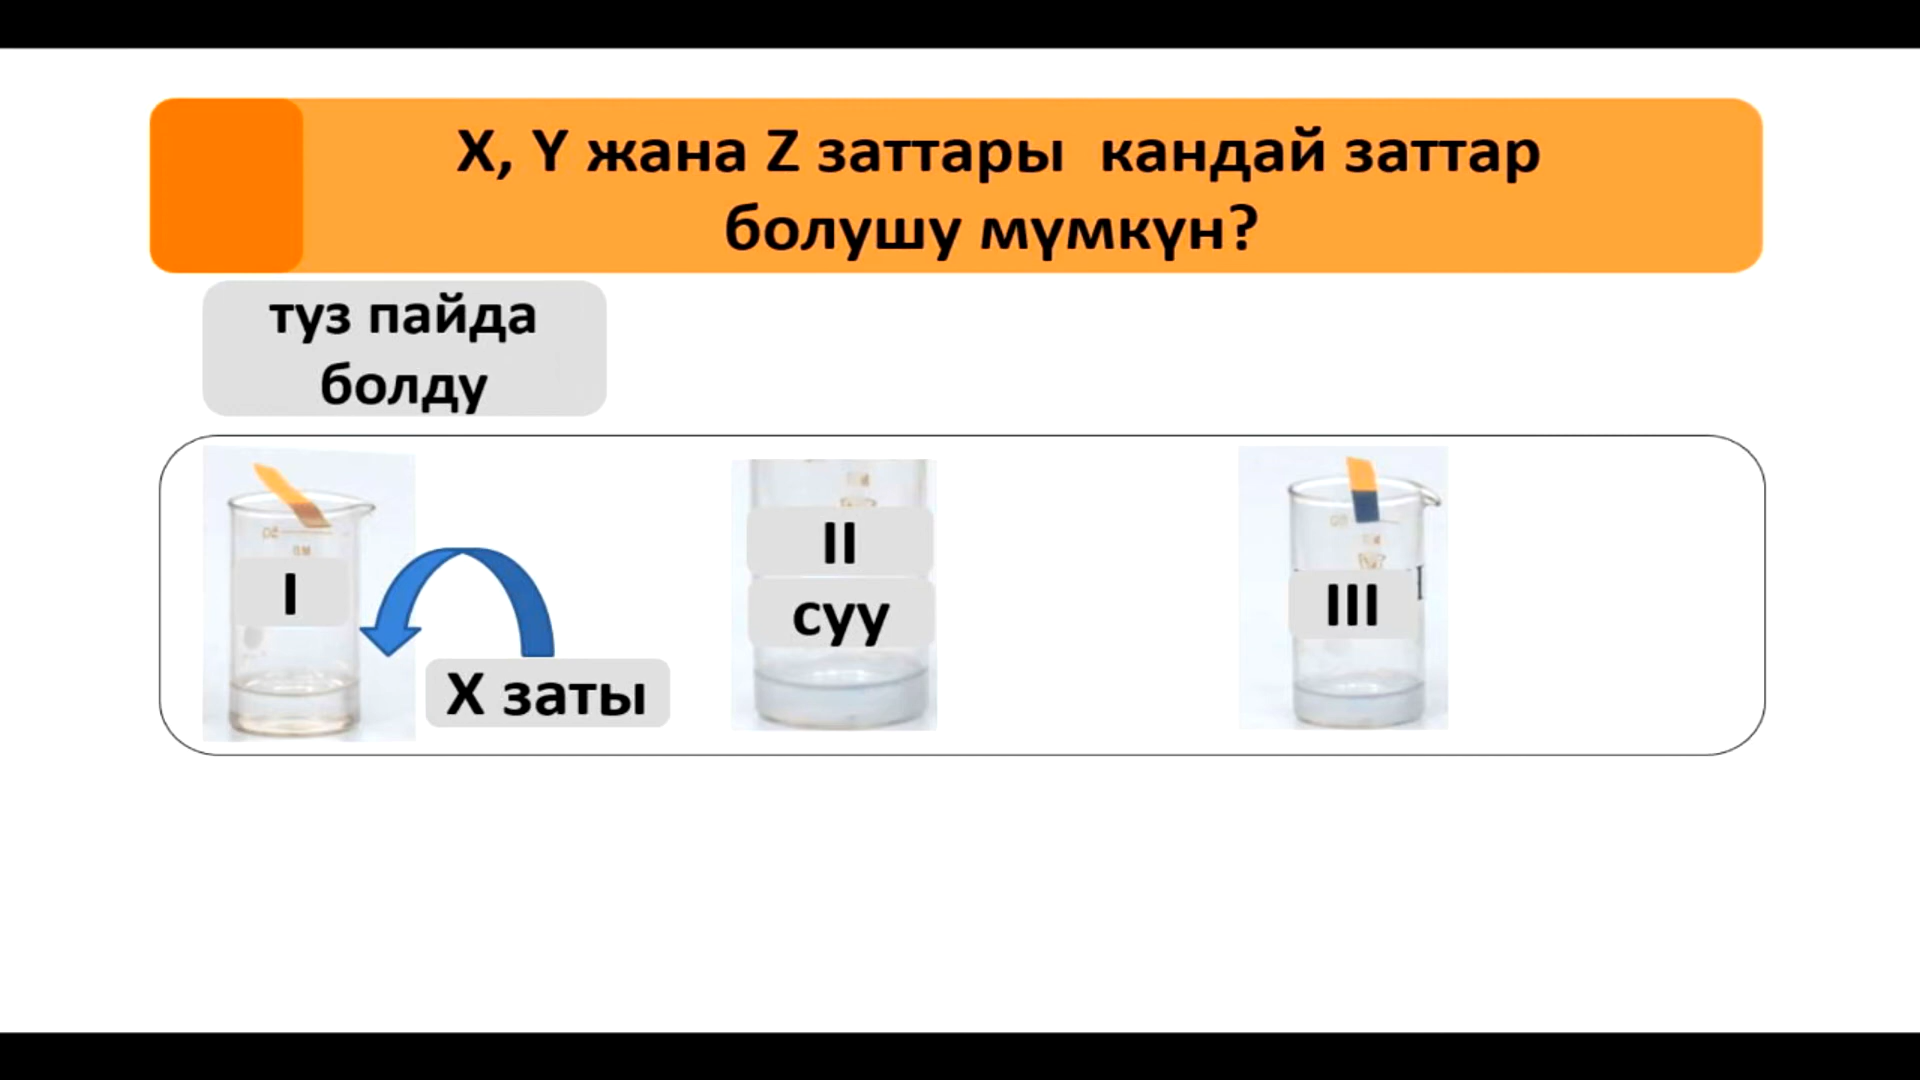 X, Y жана Z заттары кандай заттар
болушу мүмкүн?
туз пайда
болду
I
X заты
II
суу
III